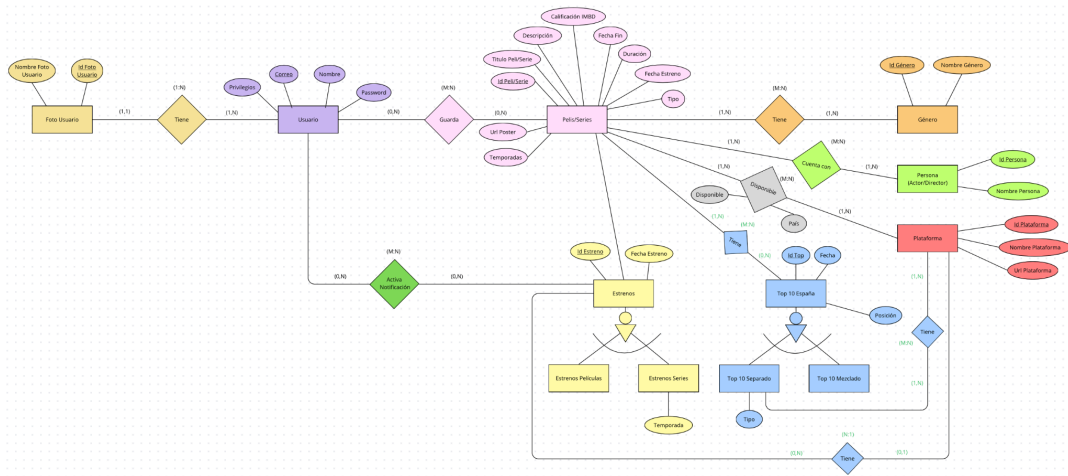 Calificación IMBD
Descripción
Fecha Fin
Titulo Peli/Serie
Duración
Nombre Foto
Usuario
Id Foto
Usuario
Id Peli/Serie
Fecha Estreno
Correo
Nombre
Id Género
Nombre Género
Privilegios
Password
Tipo
(1:N)
(M:N)
(M:N)
Foto Usuario
(1,1)
Tiene
(1,N)
Usuario
(0,N)
Guarda
(0,N)
Pelis/Series
(1,N)
Tiene
(1,N)
Género
Url Poster
Temporadas
(1,N)
(M:N)
Cuenta con
(1,N)
Persona
(Actor/Director)
Id Persona
Nombre Persona
(1,N)
(M:N)
Disponible
Disponible
País
(1,N)
Plataforma
Id Plataforma
Nombre Plataforma
Url Plataforma
(1,N)
(M:N)
Tiene
(0,N)
Id Estreno
Fecha Estreno
Id Top
Fecha
(M:N)
(0,N)
Activa
Notificación
(0,N)
Estrenos
Top 10 España
Posición
(1,N)
Tiene
(M:N)
(1,N)
Estrenos Películas
Estrenos Series
Top 10 Separado
Top 10 Mezclado
Temporada
Tipo
(N:1)
(0,N)
Tiene
(0,1)